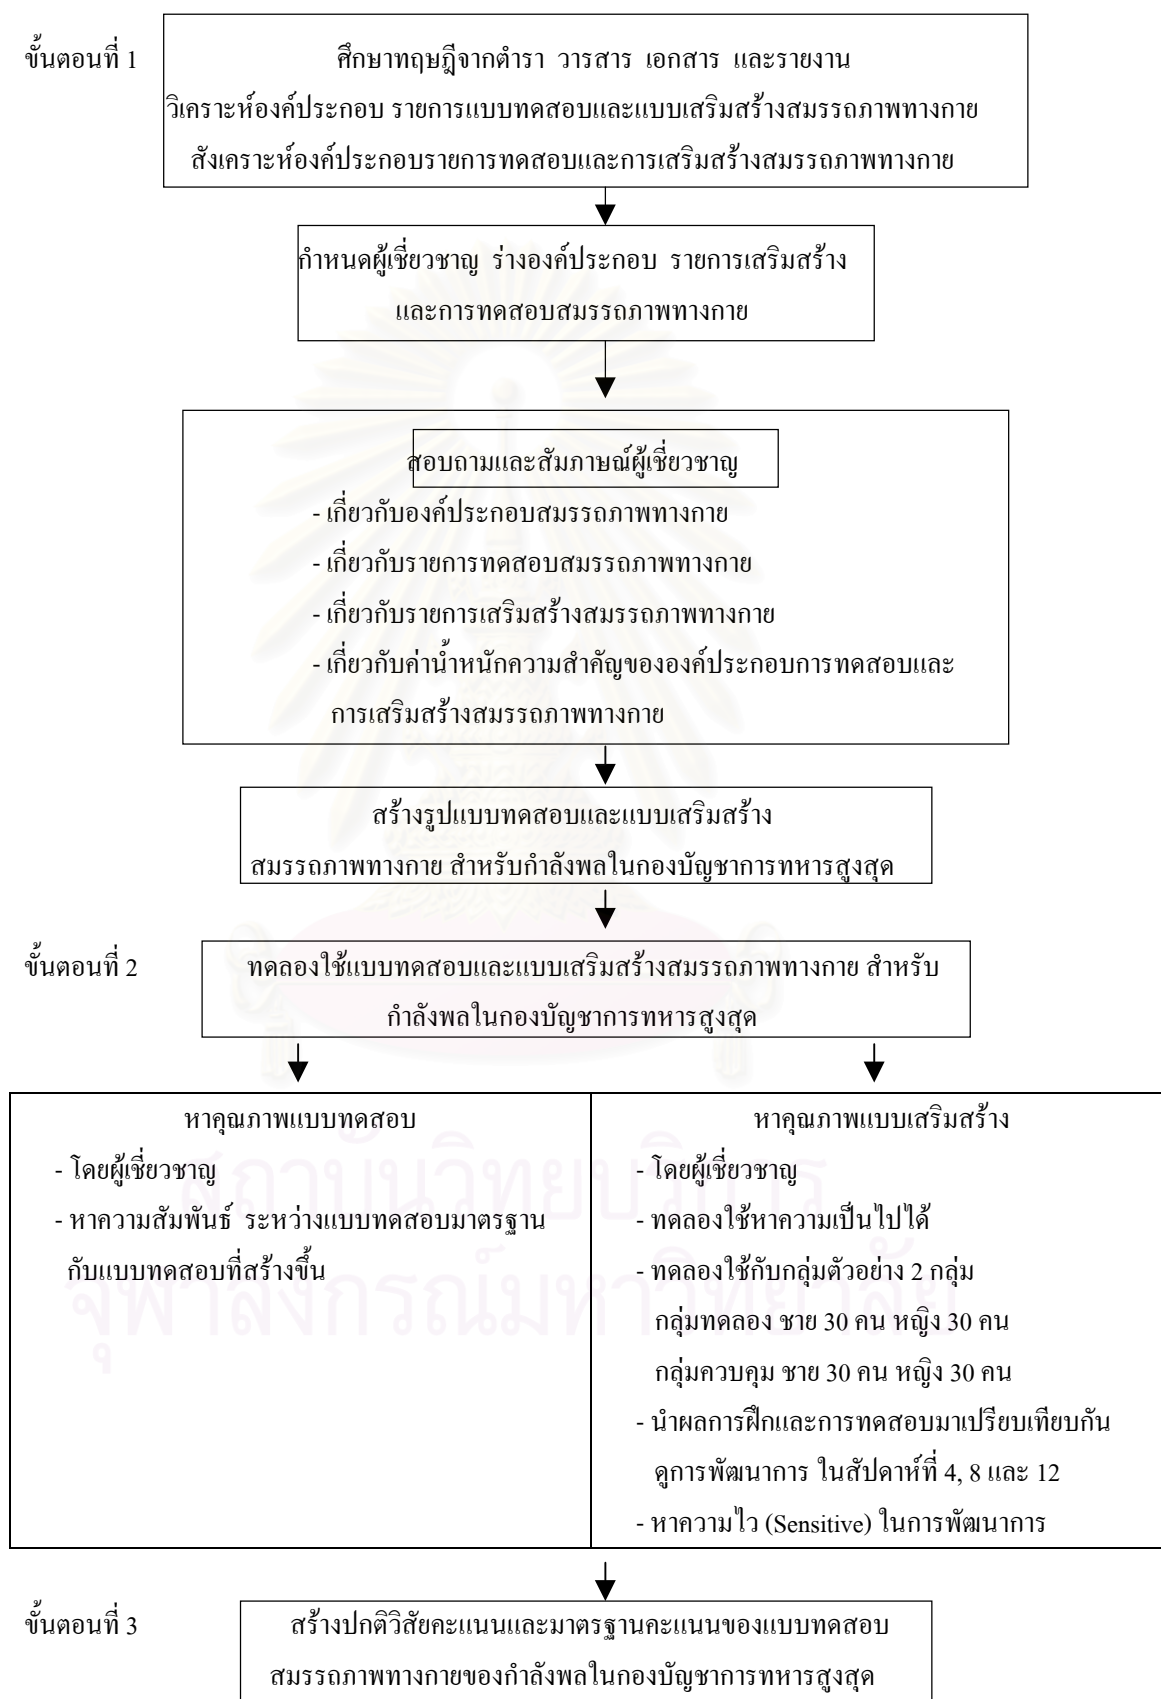 ขั้นตอนที่ 1
ศึกษาทฤษฎีจากตำรา วารสาร เอกสาร และรายงาน
วิเคราะห์องค์ประกอบ รายการแบบทดสอบและแบบเสริมสร้างสมรรถภาพทางกาย
สังเคราะห์องค์ประกอบรายการทดสอบและการเสริมสร้างสมรรถภาพทางกาย
กำหนดผู้เชี่ยวชาญ ร่างองค์ประกอบ รายการเสริมสร้าง
และการทดสอบสมรรถภาพทางกาย
สอบถามและสัมภาษณ์ผู้เชี่ยวชาญ
- เกี่ยวกับองค์ประกอบสมรรถภาพทางกาย
- เกี่ยวกับรายการทดสอบสมรรถภาพทางกาย
- เกี่ยวกับรายการเสริมสร้างสมรรถภาพทางกาย
- เกี่ยวกับค่าน้ำหนักความสำคัญขององค์ประกอบการทดสอบและ
การเสริมสร้างสมรรถภาพทางกาย
สร้างรูปแบบทดสอบและแบบเสริมสร้าง
สมรรถภาพทางกาย สำหรับกำลังพลในกองบัญชาการทหารสูงสุด
ขั้นตอนที่ 2
ทดลองใช้แบบทดสอบและแบบเสริมสร้างสมรรถภาพทางกาย สำหรับ
กำลังพลในกองบัญชาการทหารสูงสุด
หาคุณภาพแบบทดสอบ
- โดยผู้เชี่ยวชาญ
- หาความสัมพันธ์ ระหว่างแบบทดสอบมาตรฐาน
กับแบบทดสอบที่สร้างขึ้น
หาคุณภาพแบบเสริมสร้าง
- โดยผู้เชี่ยวชาญ
- ทดลองใช้หาความเป็นไปได้
- ทดลองใช้กับกลุ่มตัวอย่าง 2 กลุ่ม
กลุ่มทดลอง ชาย 30 คน หญิง 30 คน
กลุ่มควบคุม ชาย 30 คน หญิง 30 คน
- นำผลการฝึกและการทดสอบมาเปรียบเทียบกัน
ดูการพัฒนาการ ในสัปดาห์ที่ 4, 8 และ 12
- หาความไว (Sensitive) ในการพัฒนาการ
สถาบันวิทยบริการ
จุฬาลงกรณ์มหาวิทยาลัย
ขั้นตอนที่ 3
สร้างปกติวิสัยคะแนนและมาตรฐานคะแนนของแบบทดสอบ
สมรรถภาพทางกายของกำลังพลในกองบัญชาการทหารสูงสุด